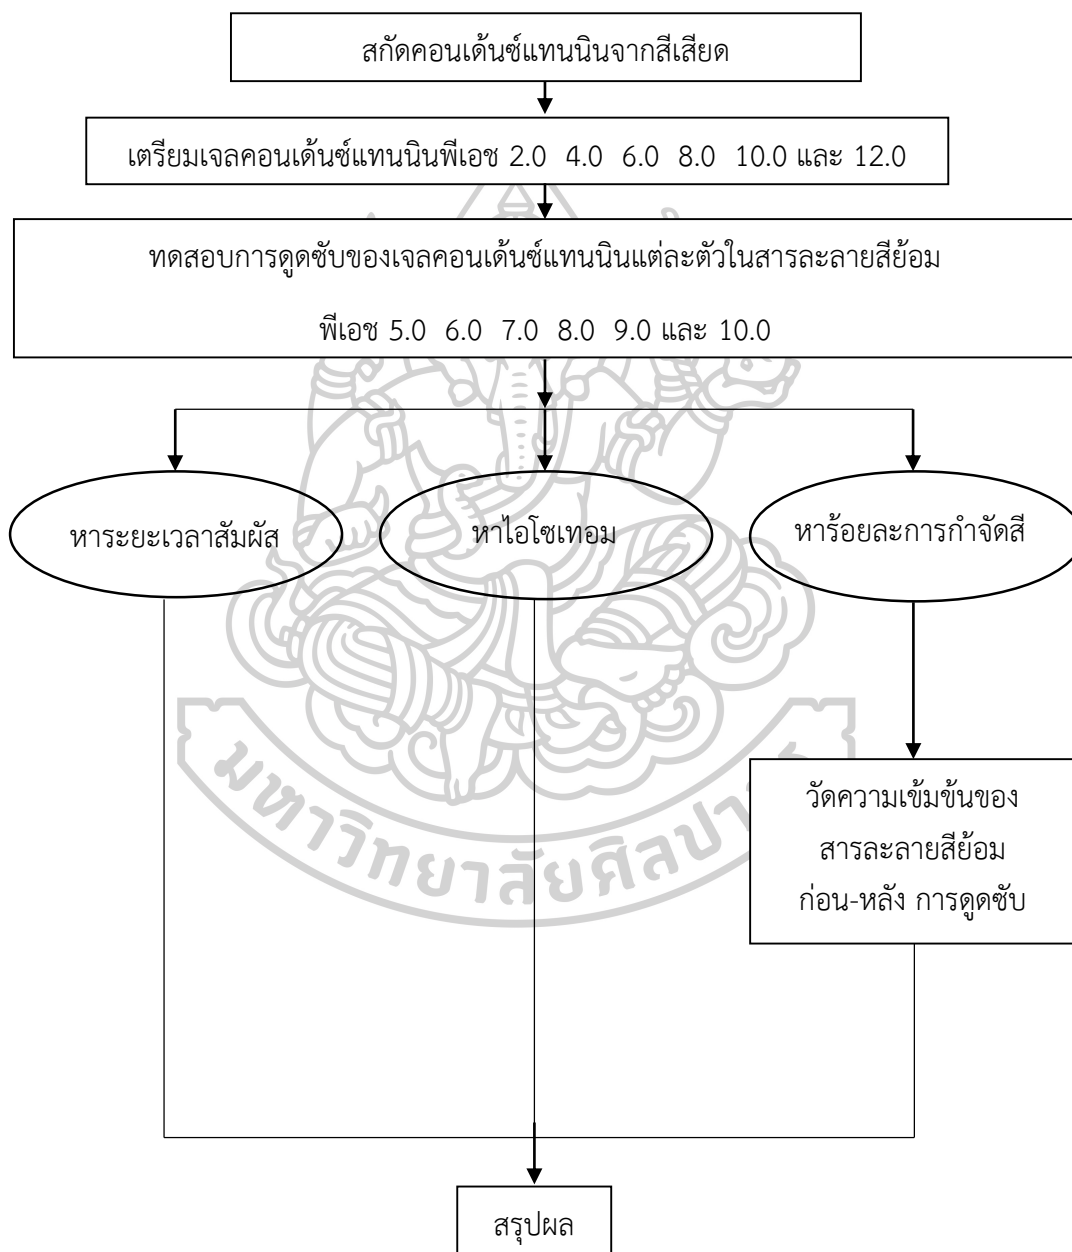 สกัดคอนเด้นซ์แทนนินจากสีเสียด
เตรียมเจลคอนเด้นซ์แทนนินพีเอช 2.0 4.0 6.0 8.0 10.0 และ 12.0
ทดสอบการดูดซับของเจลคอนเด้นซ์แทนนินแต่ละตัวในสารละลายสีย้อม
พีเอช 5.0 6.0 7.0 8.0 9.0 และ 10.0
หาระยะเวลาสัมผัส
หาไอโซเทอม
หาร้อยละการกำจัดสี
วัดความเข้มข้นของ
สารละลายสีย้อม
ก่อน-หลัง การดูดซับ
มหาวิทยาลัยศิลปา
สรุปผล